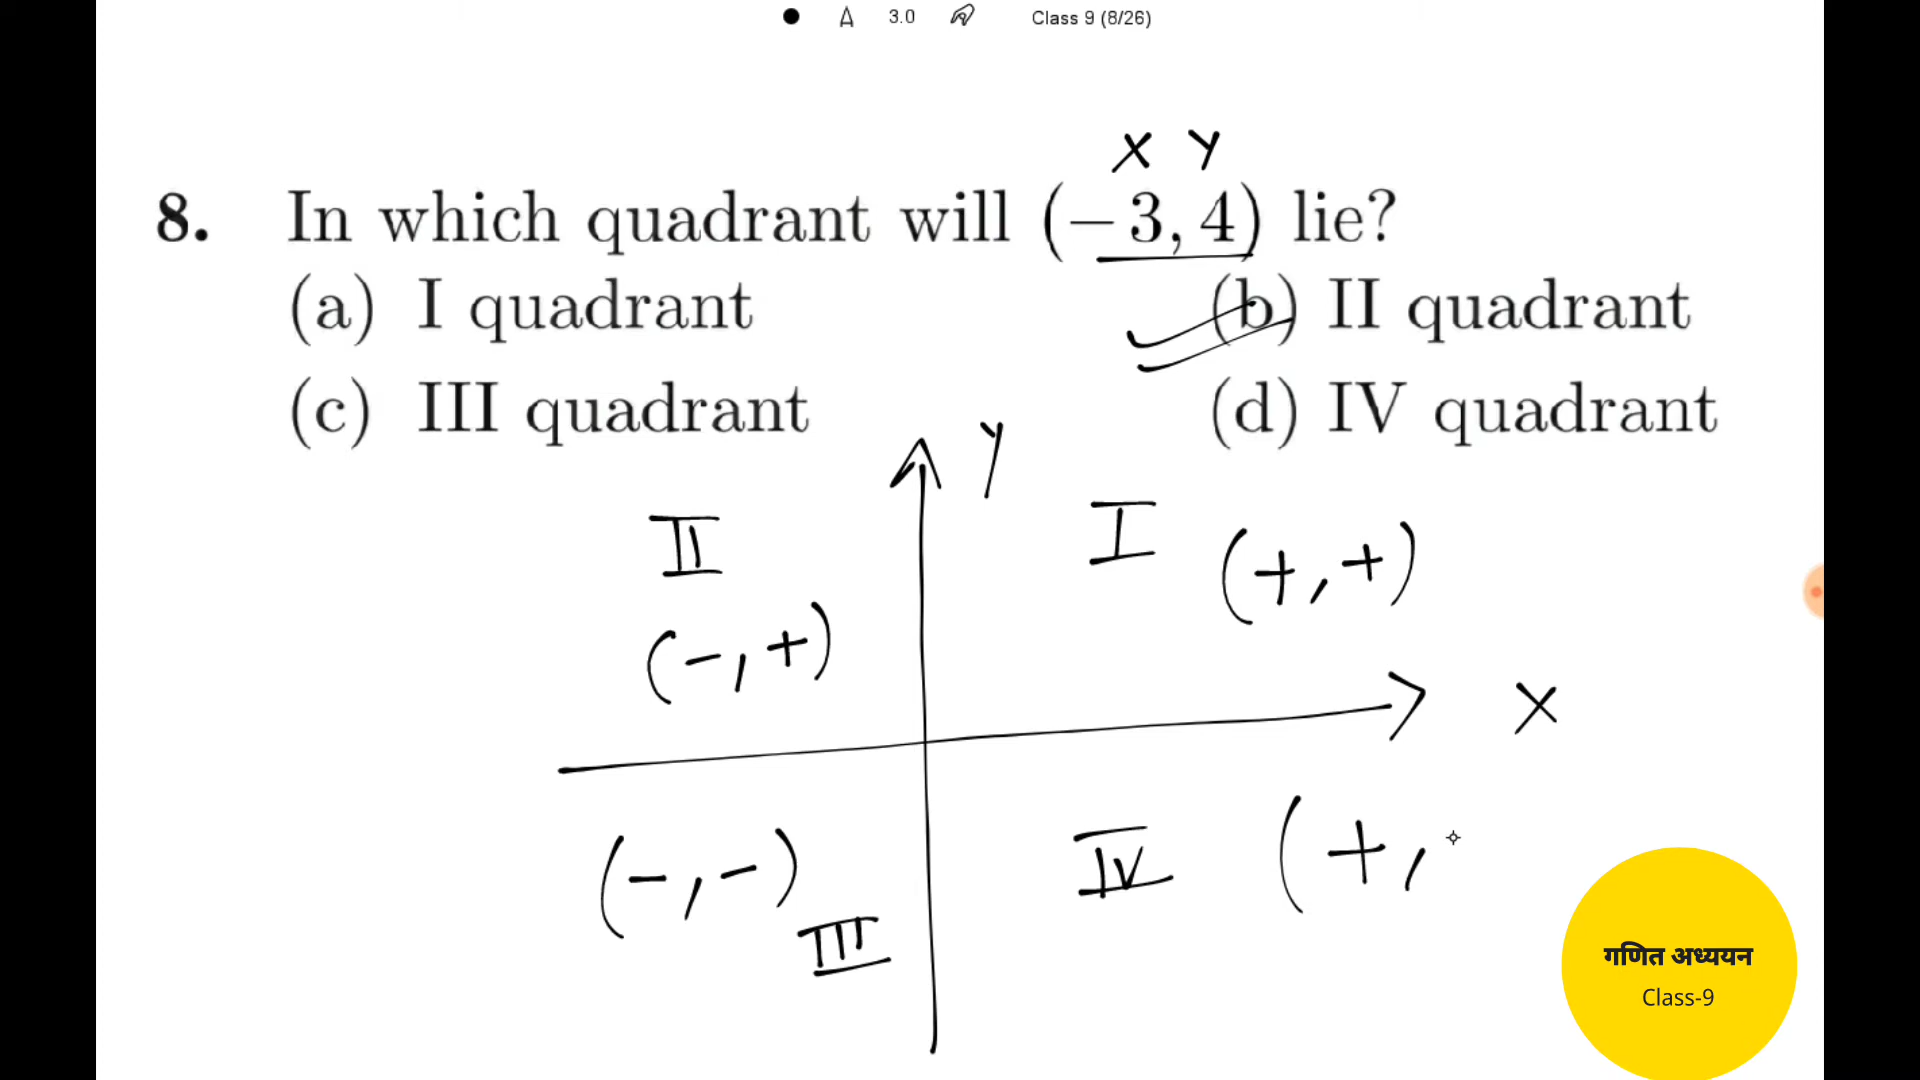 3.0 Class 9 (8/26)
X Y
8. In which quadrant will (−3, 4) lie?
(a) I quadrant (b) II quadrant
(c) III quadrant (d) IV quadrant
Y
II I (+,+)
(-,+)
X
(-,-) IV (+,
III
गणित अध्ययन
Class-9